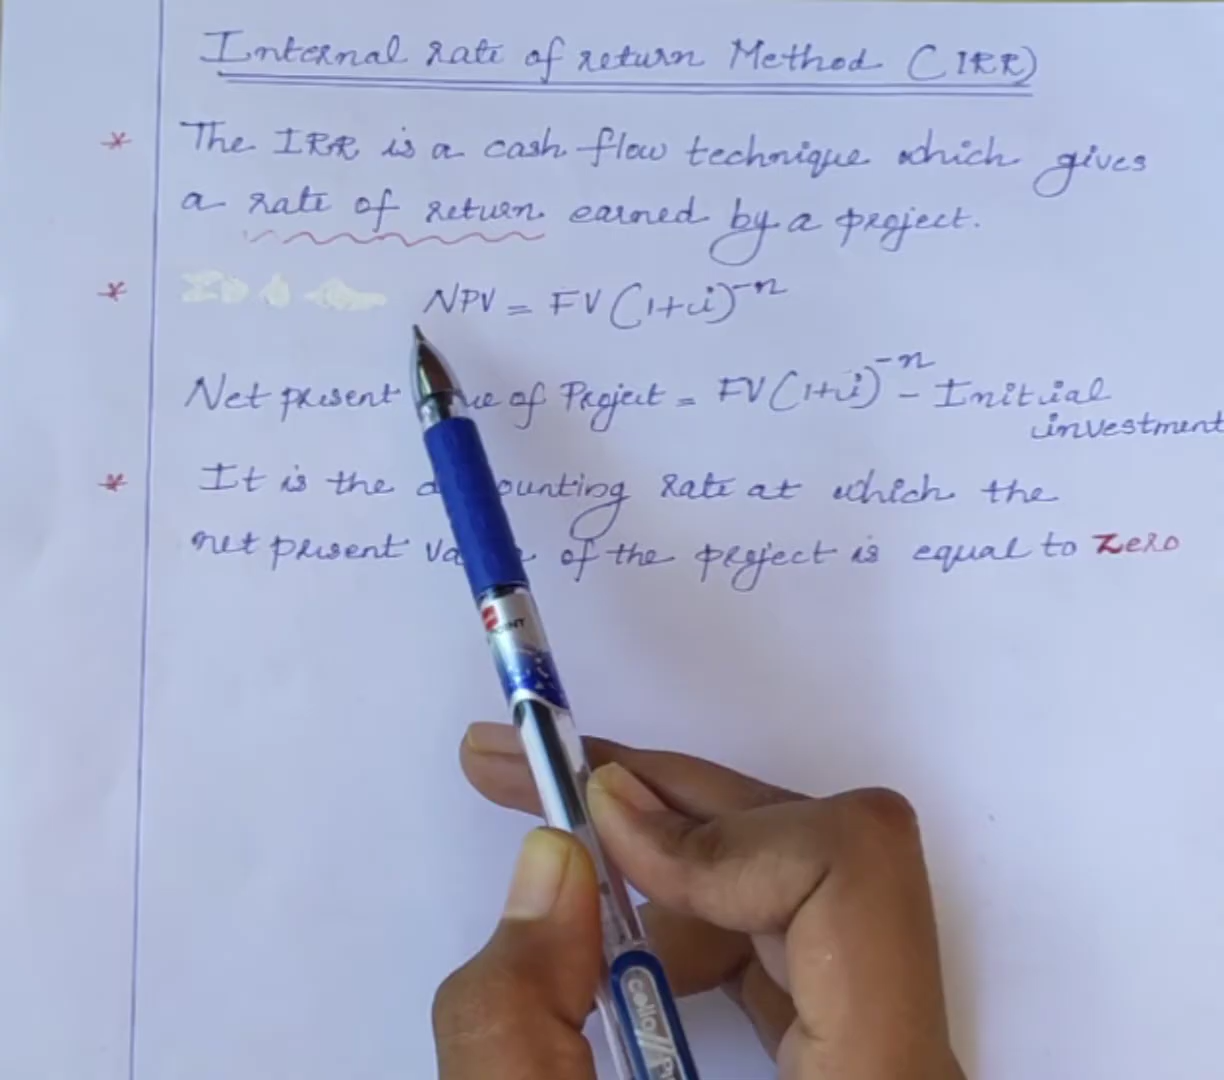 Internal rate of return Method (IRR)
* The IRR is a cash flow technique which gives
a rate of return earned by a project.
* NPV = FV (1+i)⁻ⁿ
Net present of Project = FV (1+i)⁻ⁿ - Initial
investment
* It is the rate at which the
net present of the project is equal to zero
cello